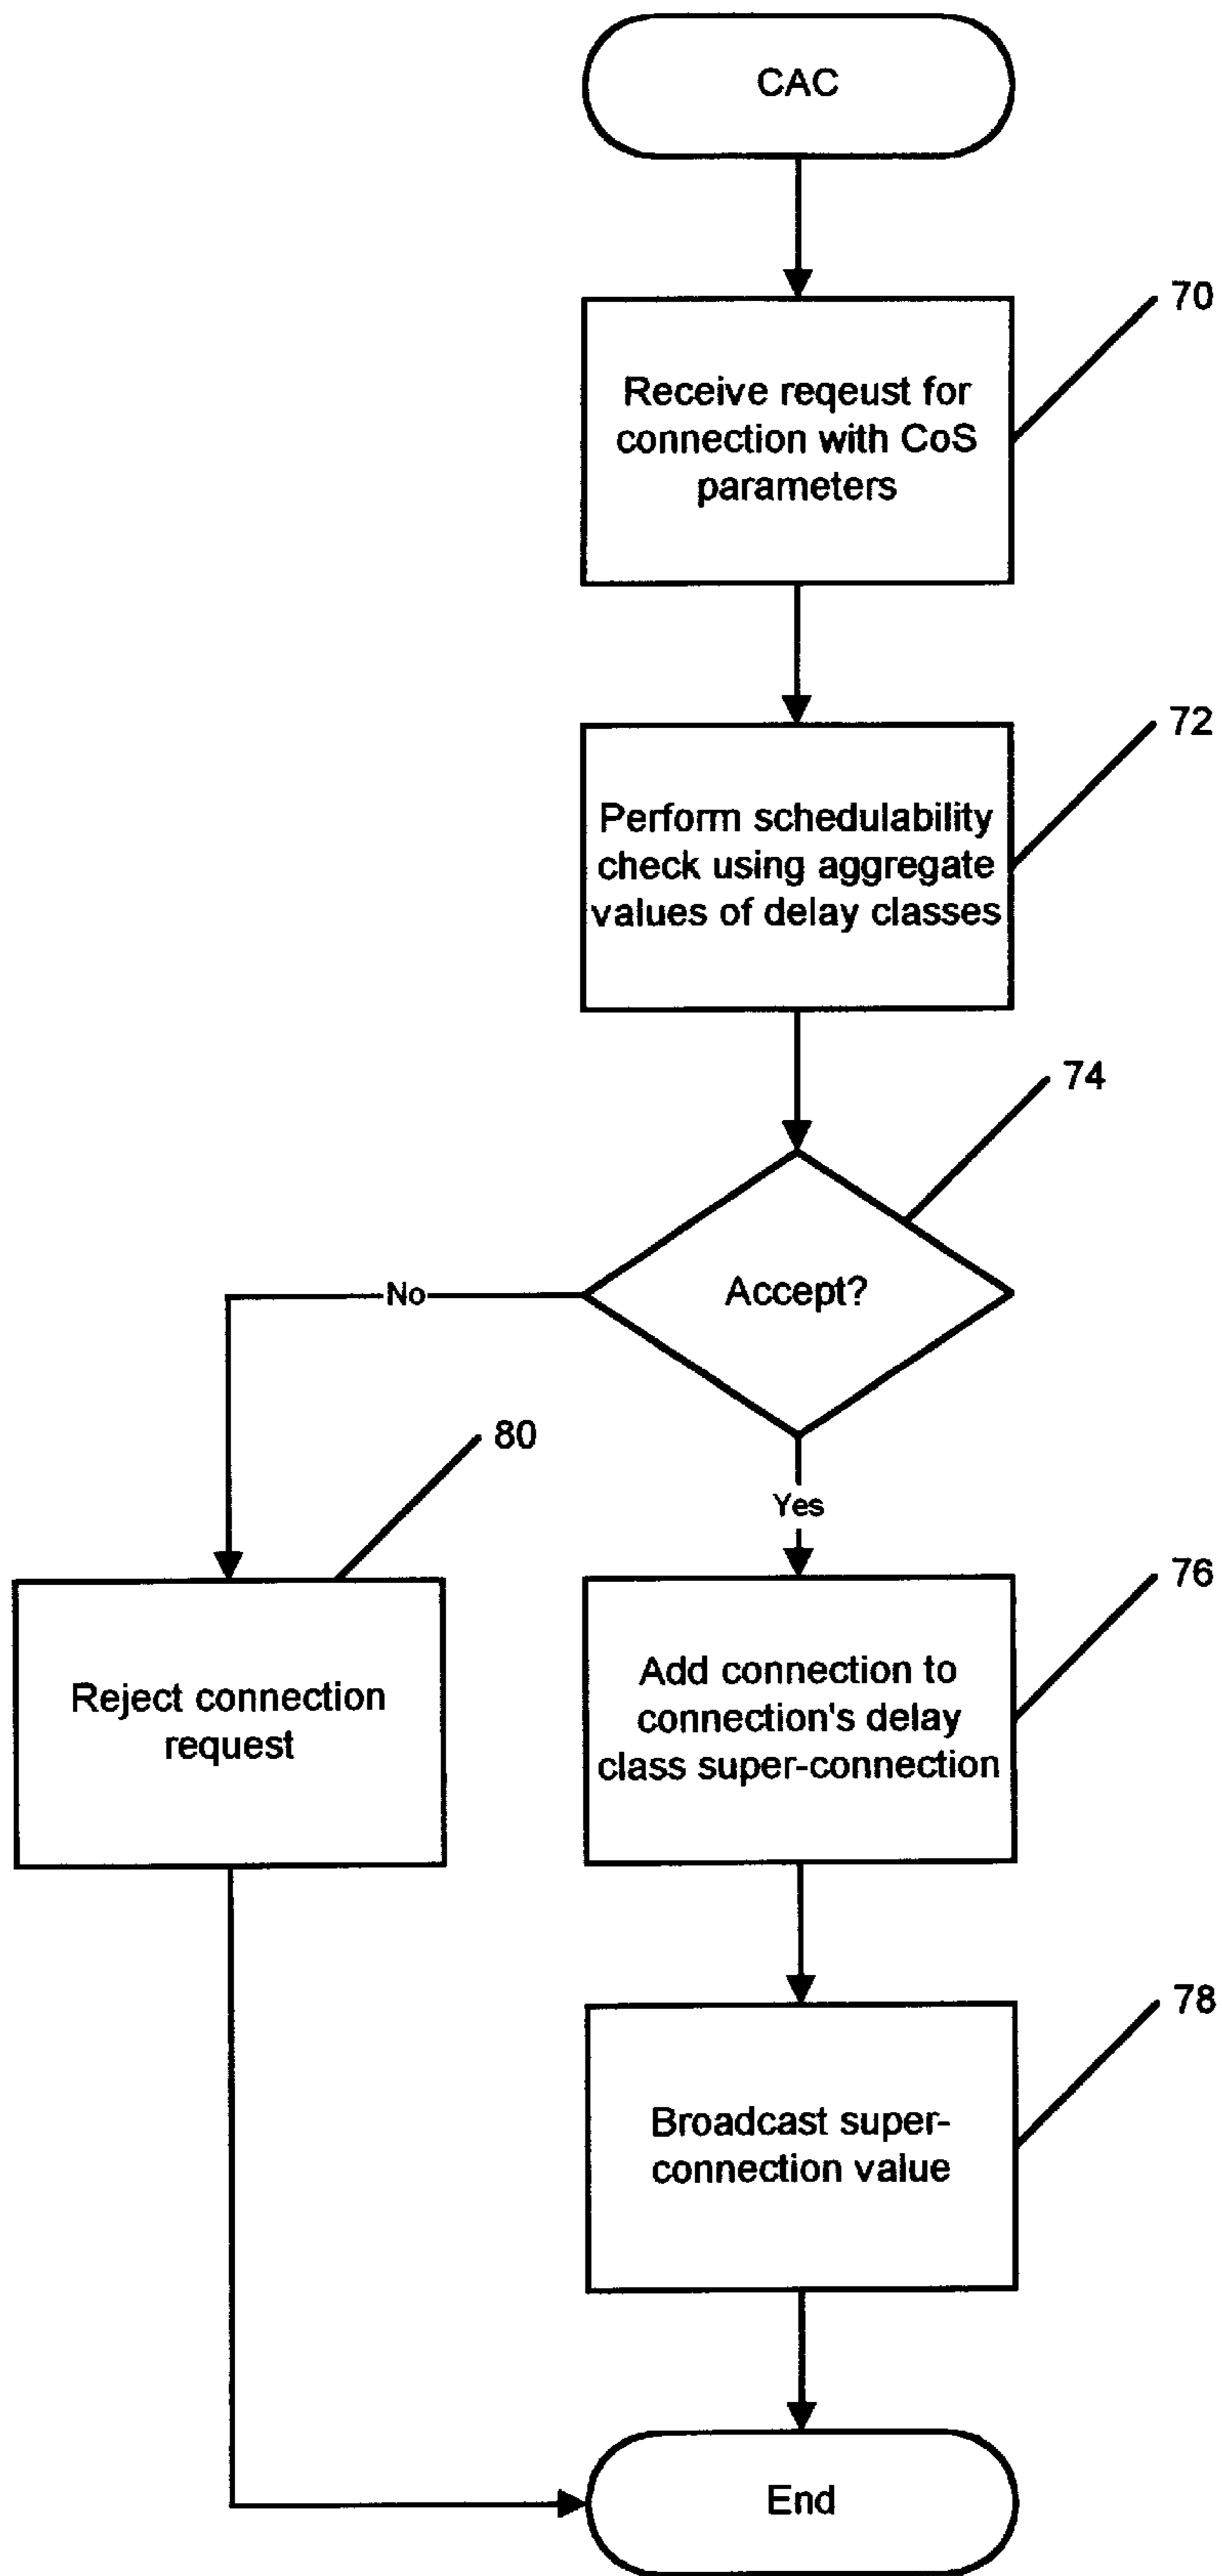 CAC
70
Receive reqeust for
connection with CoS
parameters
72
Perform schedulability
check using aggregate
values of delay classes
74
Accept?
No
Yes
80
Reject connection
request
76
Add connection to
connection's delay
class super-connection
78
Broadcast super-
connection value
End